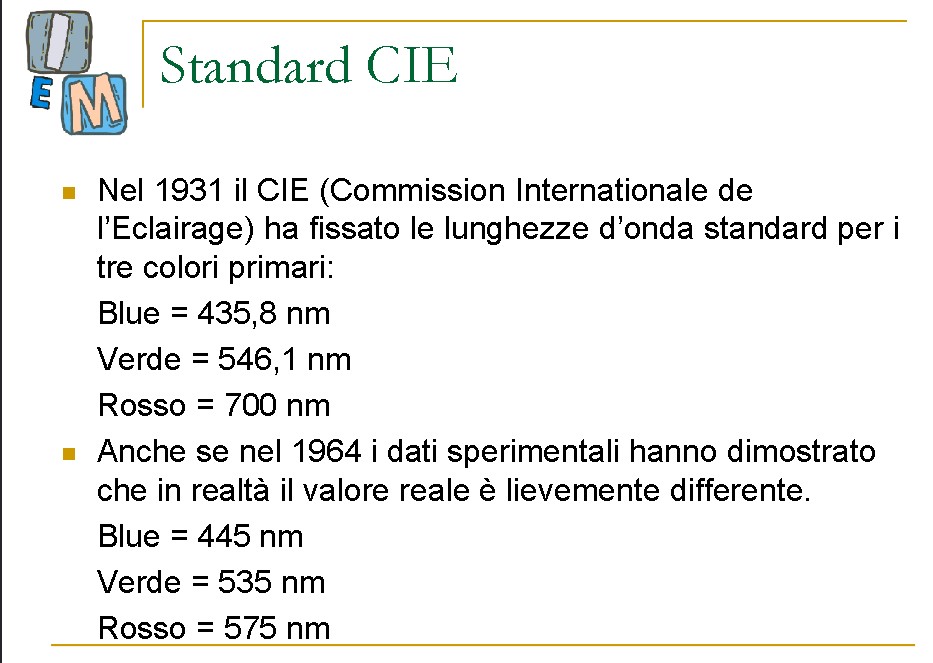 E
M
Standard CIE
Nel 1931 il CIE (Commission Internationale de
l’Eclairage) ha fissato le lunghezze d’onda standard per i
tre colori primari:
Blue = 435,8 nm
Verde = 546,1 nm
Rosso = 700 nm
Anche se nel 1964 i dati sperimentali hanno dimostrato
che in realtà il valore reale è lievemente differente.
Blue = 445 nm
Verde = 535 nm
Rosso = 575 nm